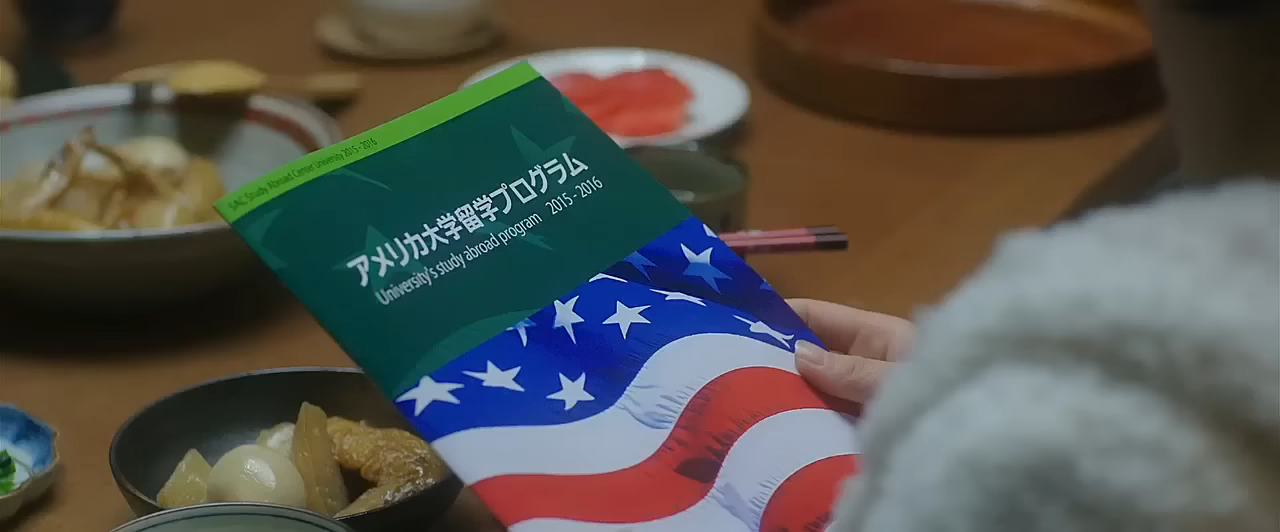 SAC Study Abroad Center University 2015 - 2016
アメリカ大学留学プログラム
University's study abroad program 2015 - 2016